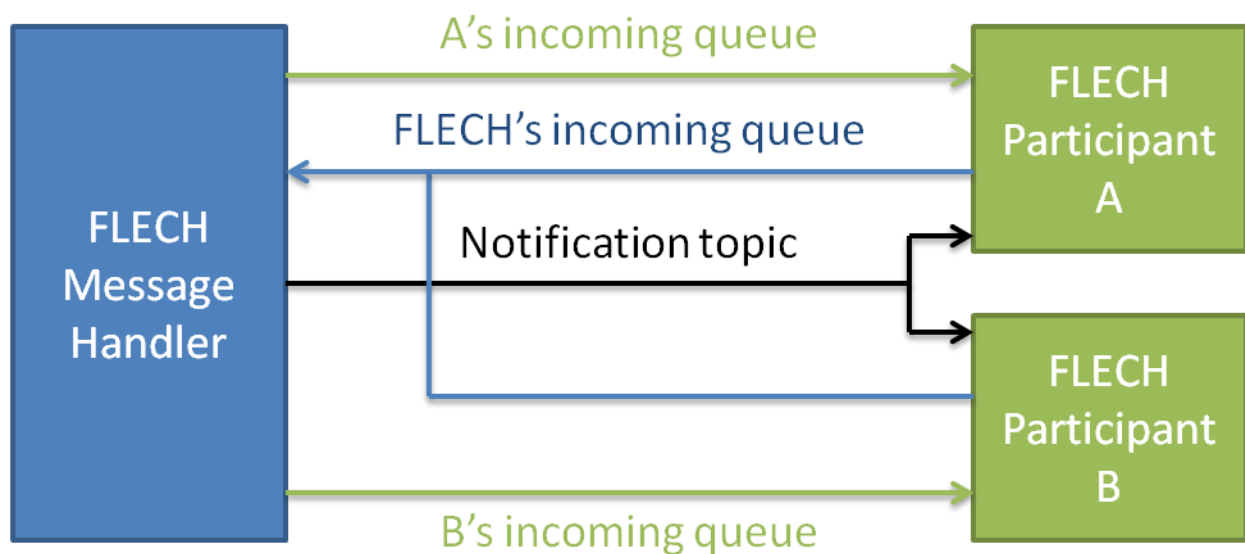 A's incoming queue
FLECH's incoming queue
Notification topic
B's incoming queue
FLECH
Message
Handler
FLECH
Participant
A
FLECH
Participant
B